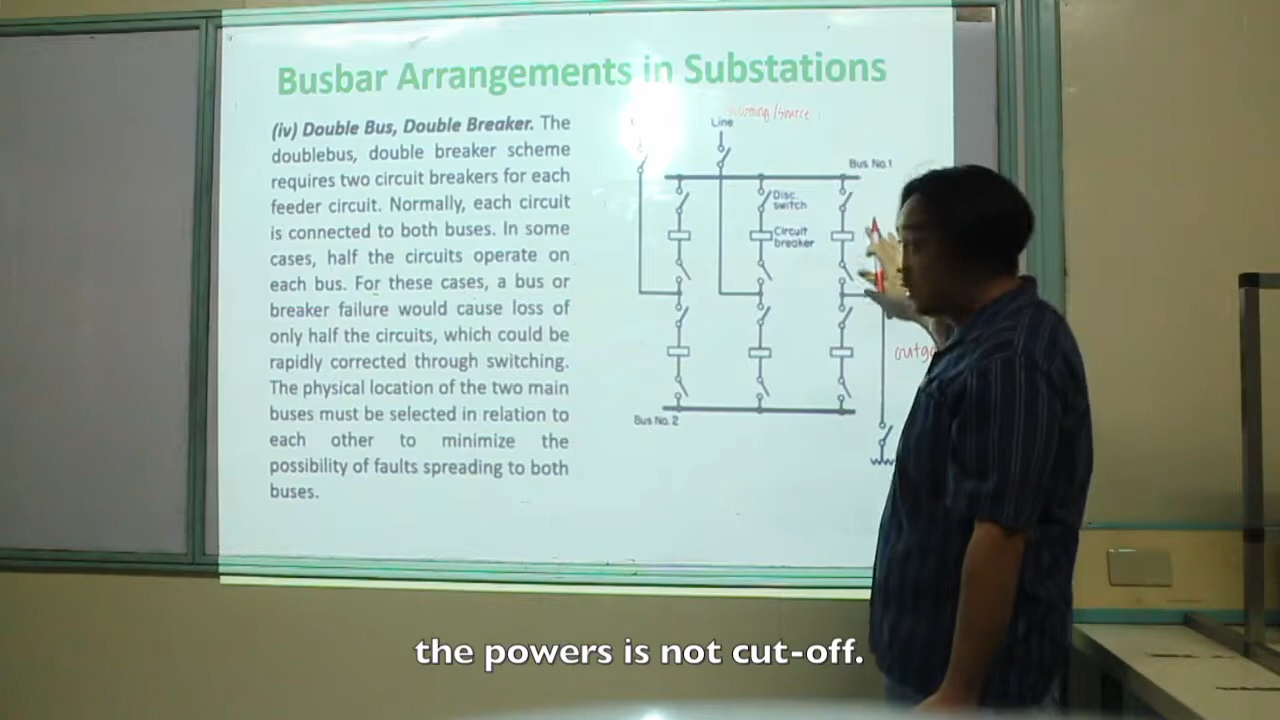 Busbar Arrangements in Substations
(iv) Double Bus, Double Breaker. The
doublebus, double breaker scheme
requires two circuit breakers for each
feeder circuit. Normally, each circuit
is connected to both buses. In some
cases, half the circuits operate on
each bus. For these cases, a bus or
breaker failure would cause loss of
only half the circuits, which could be
rapidly corrected through switching.
The physical location of the two main
buses must be selected in relation to
each other to minimize the
possibility of faults spreading to both
buses.
/source
Line
Bus No.1
Disc.
switch
Circuit
breaker
Bus No. 2
the powers is not cut-off.